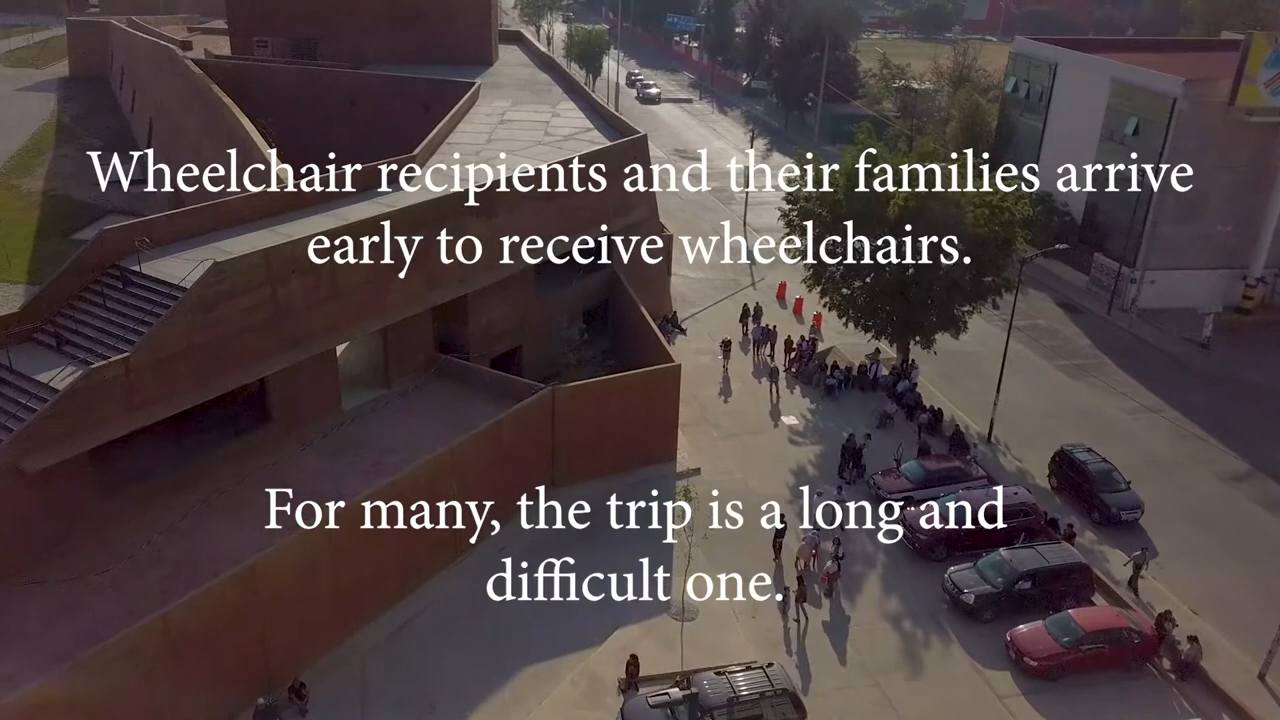 Wheelchair recipients and their families arrive
early to receive wheelchairs.
For many, the trip is a long and
difficult one.